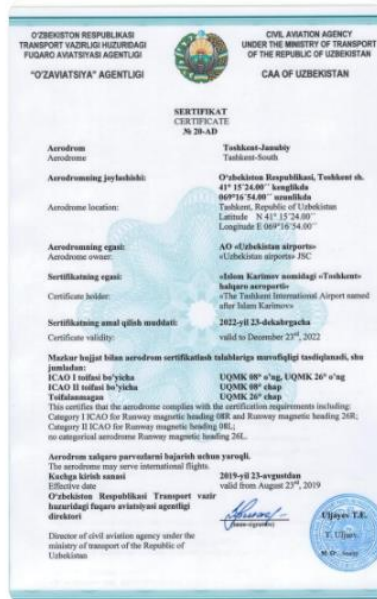 O'ZBEKISTON RESPUBLIKASI
TRANSPORT VAZIRLIGI HUZURIDAGI
FUQARO AVIATSIYASI AGENTLIGI
"O'ZAVIATSIYA" AGENTLIGI
CIVIL AVIATION AGENCY
UNDER THE MINISTRY OF TRANSPORT
OF THE REPUBLIC OF UZBEKISTAN
CAA OF UZBEKISTAN
SERTIFIKAT
CERTIFICATE
№ 20-AD
Aerodrom Toshkent-Janubiy
Aerodrome Tashkent-South
Aerodromning joylashishi: O'zbekiston Respublikasi, Toshkent sh.
41° 15'24.00'' kenglikda
069°16'54.00'' uzunlikda
Aerodrome location: Tashkent, Republic of Uzbekistan
Latitude N 41° 15'24.00''
Longitude E 069°16'54.00''
Aerodromning egasi: AO «Uzbekistan airports»
Aerodrome owner: «Uzbekistan airports» JSC
Sertifikatning egasi: «Islom Karimov nomidagi «Toshkent»
halqaro aeroporti»
Certificate holder: «The Tashkent International Airport named
after Islam Karimov»
Sertifikatning amal qilish muddati: 2022-yil 23-dekabrgacha
Certificate validity: valid to December 23rd, 2022
Mazkur hujjat bilan aerodrom sertifikatlash talablariga muvofiqligi tasdiqlanadi, shu
jumladan:
ICAO I toifasi bo'yicha UQMK 08° o'ng, UQMK 26° o'ng
ICAO II toifasi bo'yicha UQMK 08° chap
Toifalanmagan UQMK 26° chap
This certifies that the aerodrome complies with the certification requirements including:
Category I ICAO for Runway magnetic heading 08R and Runway magnetic heading 26R;
Category II ICAO for Runway magnetic heading 08L;
no categorical aerodrome Runway magnetic heading 26L.
Aerodrom xalqaro parvozlarni bajarish uchun yaroqli.
The aerodrome may serve international flights.
Kuchga kirish sanasi 2019-yil 23-avgustdan
Effective date valid from August 23rd, 2019
O'zbekiston Respublikasi Transport vazir
huzuridagi fuqaro aviatsiyasi agentligi
direktori
Uljayev T.E.
Director of civil aviation agency under the
ministry of transport of the Republic of
Uzbekistan